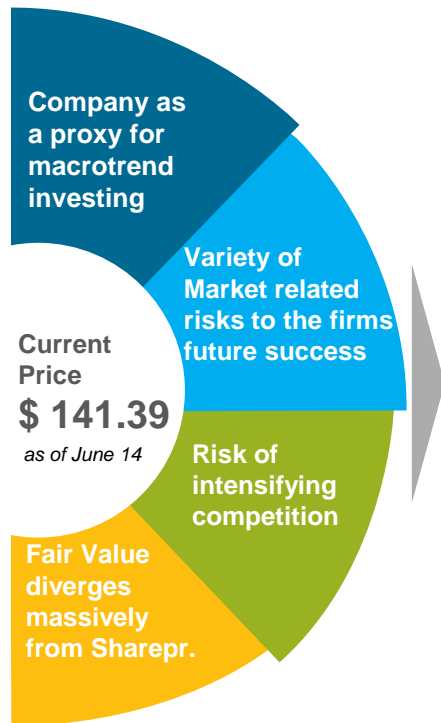 Company as
a proxy for
macrotrend
investing
Variety of
Market related
risks to the firms
future success
Current
Price
$ 141.39
as of June 14
Risk of
intensifying
competition
Fair Value
diverges
massively
from Sharepr.